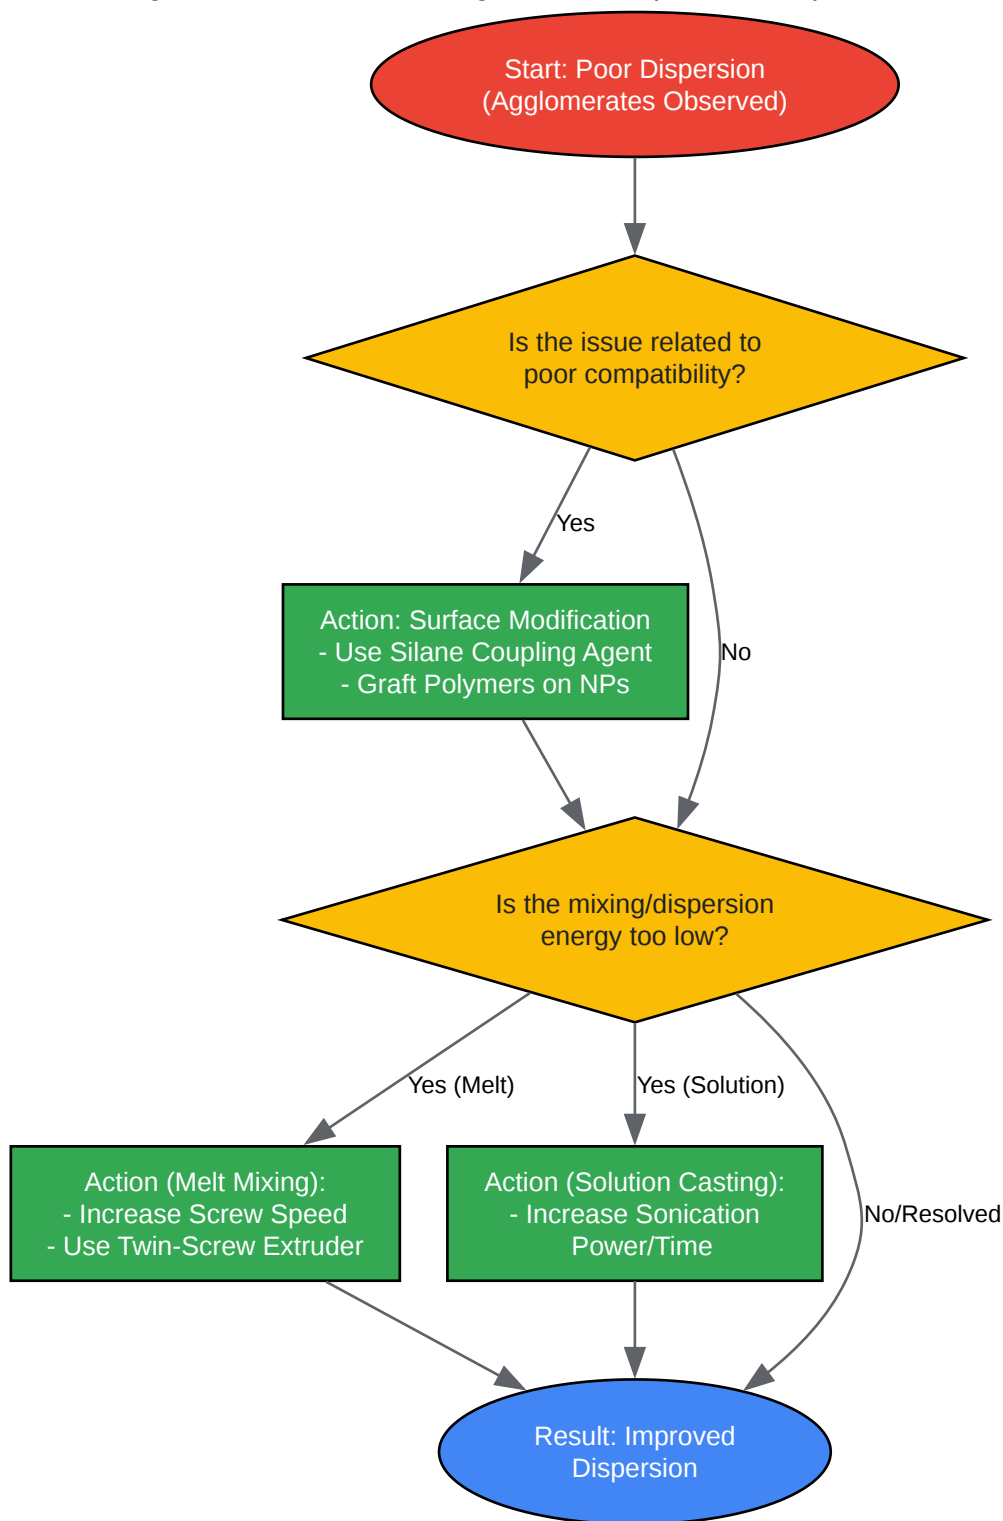 Start: Poor Dispersion
(Agglomerates Observed)
Is the issue related to
poor compatibility?
Yes
Action: Surface Modification
- Use Silane Coupling Agent
- Graft Polymers on NPs
No
Is the mixing/dispersion
energy too low?
Yes (Melt)
Yes (Solution)
Action (Melt Mixing):
- Increase Screw Speed
- Use Twin-Screw Extruder
Action (Solution Casting):
- Increase Sonication
Power/Time
No/Resolved
Result: Improved
Dispersion